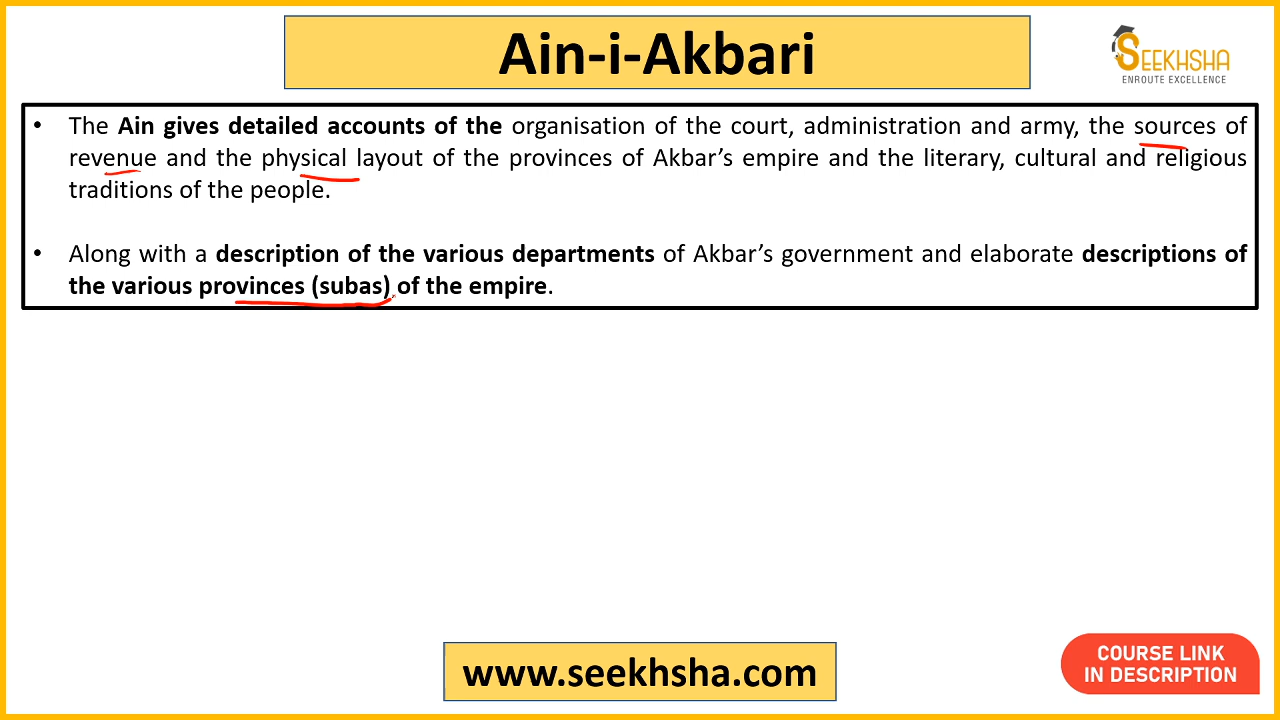 Ain-i-Akbari
SEEKHSHA
ENROUTE EXCELLENCE
• The Ain gives detailed accounts of the organisation of the court, administration and army, the sources of
revenue and the physical layout of the provinces of Akbar’s empire and the literary, cultural and religious
traditions of the people.
• Along with a description of the various departments of Akbar’s government and elaborate descriptions of
the various provinces (subas) of the empire.
www.seekhsha.com
COURSE LINK
IN DESCRIPTION